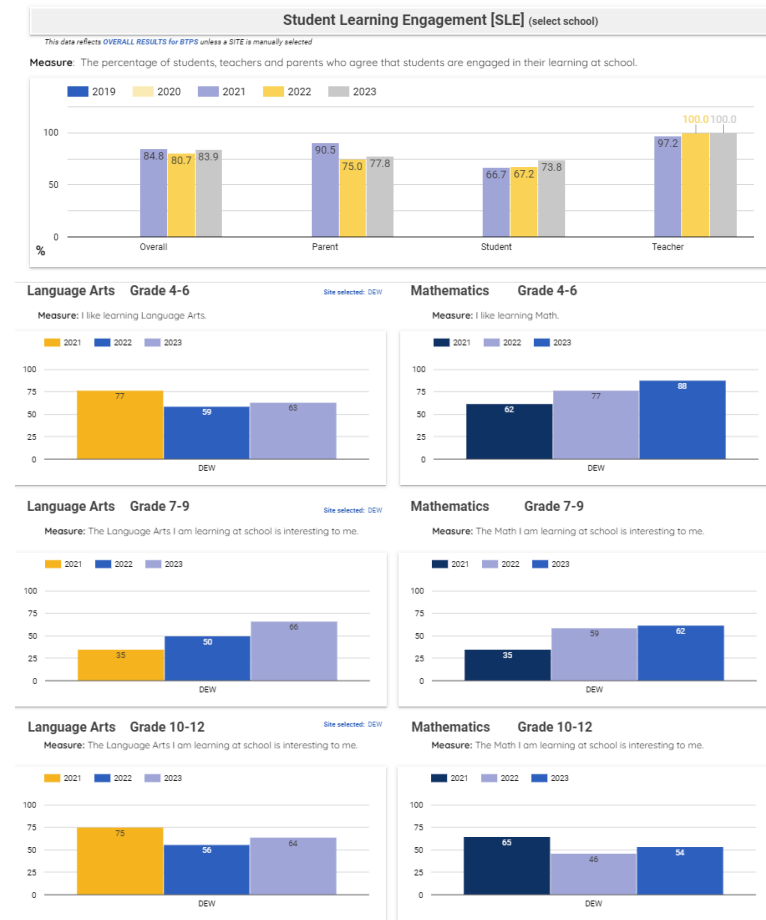 Student Learning Engagement [SLE] (select school)
This data reflects OVERALL RESULTS for BTPS unless a SITE is manually selected
Measure: The percentage of students, teachers and parents who agree that students are engaged in their learning at school.
2019 2020 2021 2022 2023
100.0 100.0
100
97.2
90.5
84.8 80.7 83.9
75.0 77.8
66.7 67.2 73.8
50
0
%
Overall Parent Student Teacher
Language Arts Grade 4-6
Site selected: DEW
Measure: I like learning Language Arts.
2021 2022 2023
100
75
50
25
0
77
59
63
DEW
Mathematics Grade 4-6
Measure: I like learning Math.
2021 2022 2023
100
75
50
25
0
62
77
88
DEW
Language Arts Grade 7-9
Site selected: DEW
Measure: The Language Arts I am learning at school is interesting to me.
2021 2022 2023
100
75
50
25
0
35
50
66
DEW
Mathematics Grade 7-9
Measure: The Math I am learning at school is interesting to me.
2021 2022 2023
100
75
50
25
0
35
59
62
DEW
Language Arts Grade 10-12
Site selected: DEW
Measure: The Language Arts I am learning at school is interesting to me.
2021 2022 2023
100
75
50
25
0
75
56
64
DEW
Mathematics Grade 10-12
Measure: The Math I am learning at school is interesting to me.
2021 2022 2023
100
75
50
25
0
65
46
54
DEW